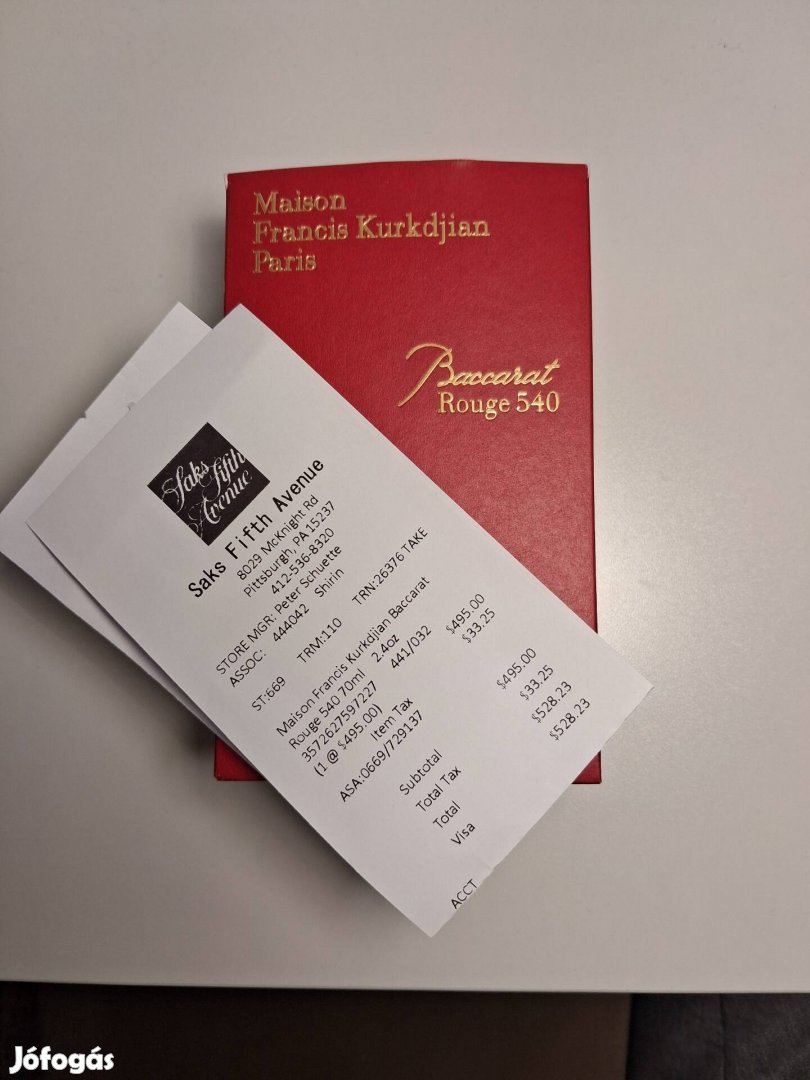 Maison
Francis Kurkdjian
Paris
Baccarat
Rouge 540
Saks
Fifth
Avenue
Saks Fifth Avenue
8029 McKnight Rd
Pittsburgh, PA 15237
412-536-8320
STORE MGR: Peter Schuette
ASSOC: 444042 Shirin
ST:669 TRM:110 TRN:26376 TAKE
Maison Francis Kurkdjian Baccarat
Rouge 540 70ml 2.4oz
3572627597227 441/032
(1 @ $495.00) $495.00
Item Tax $33.25
ASA:0669/729137
Subtotal $495.00
Total Tax $33.25
Total $528.23
Visa $528.23
ACCT
Jófogás